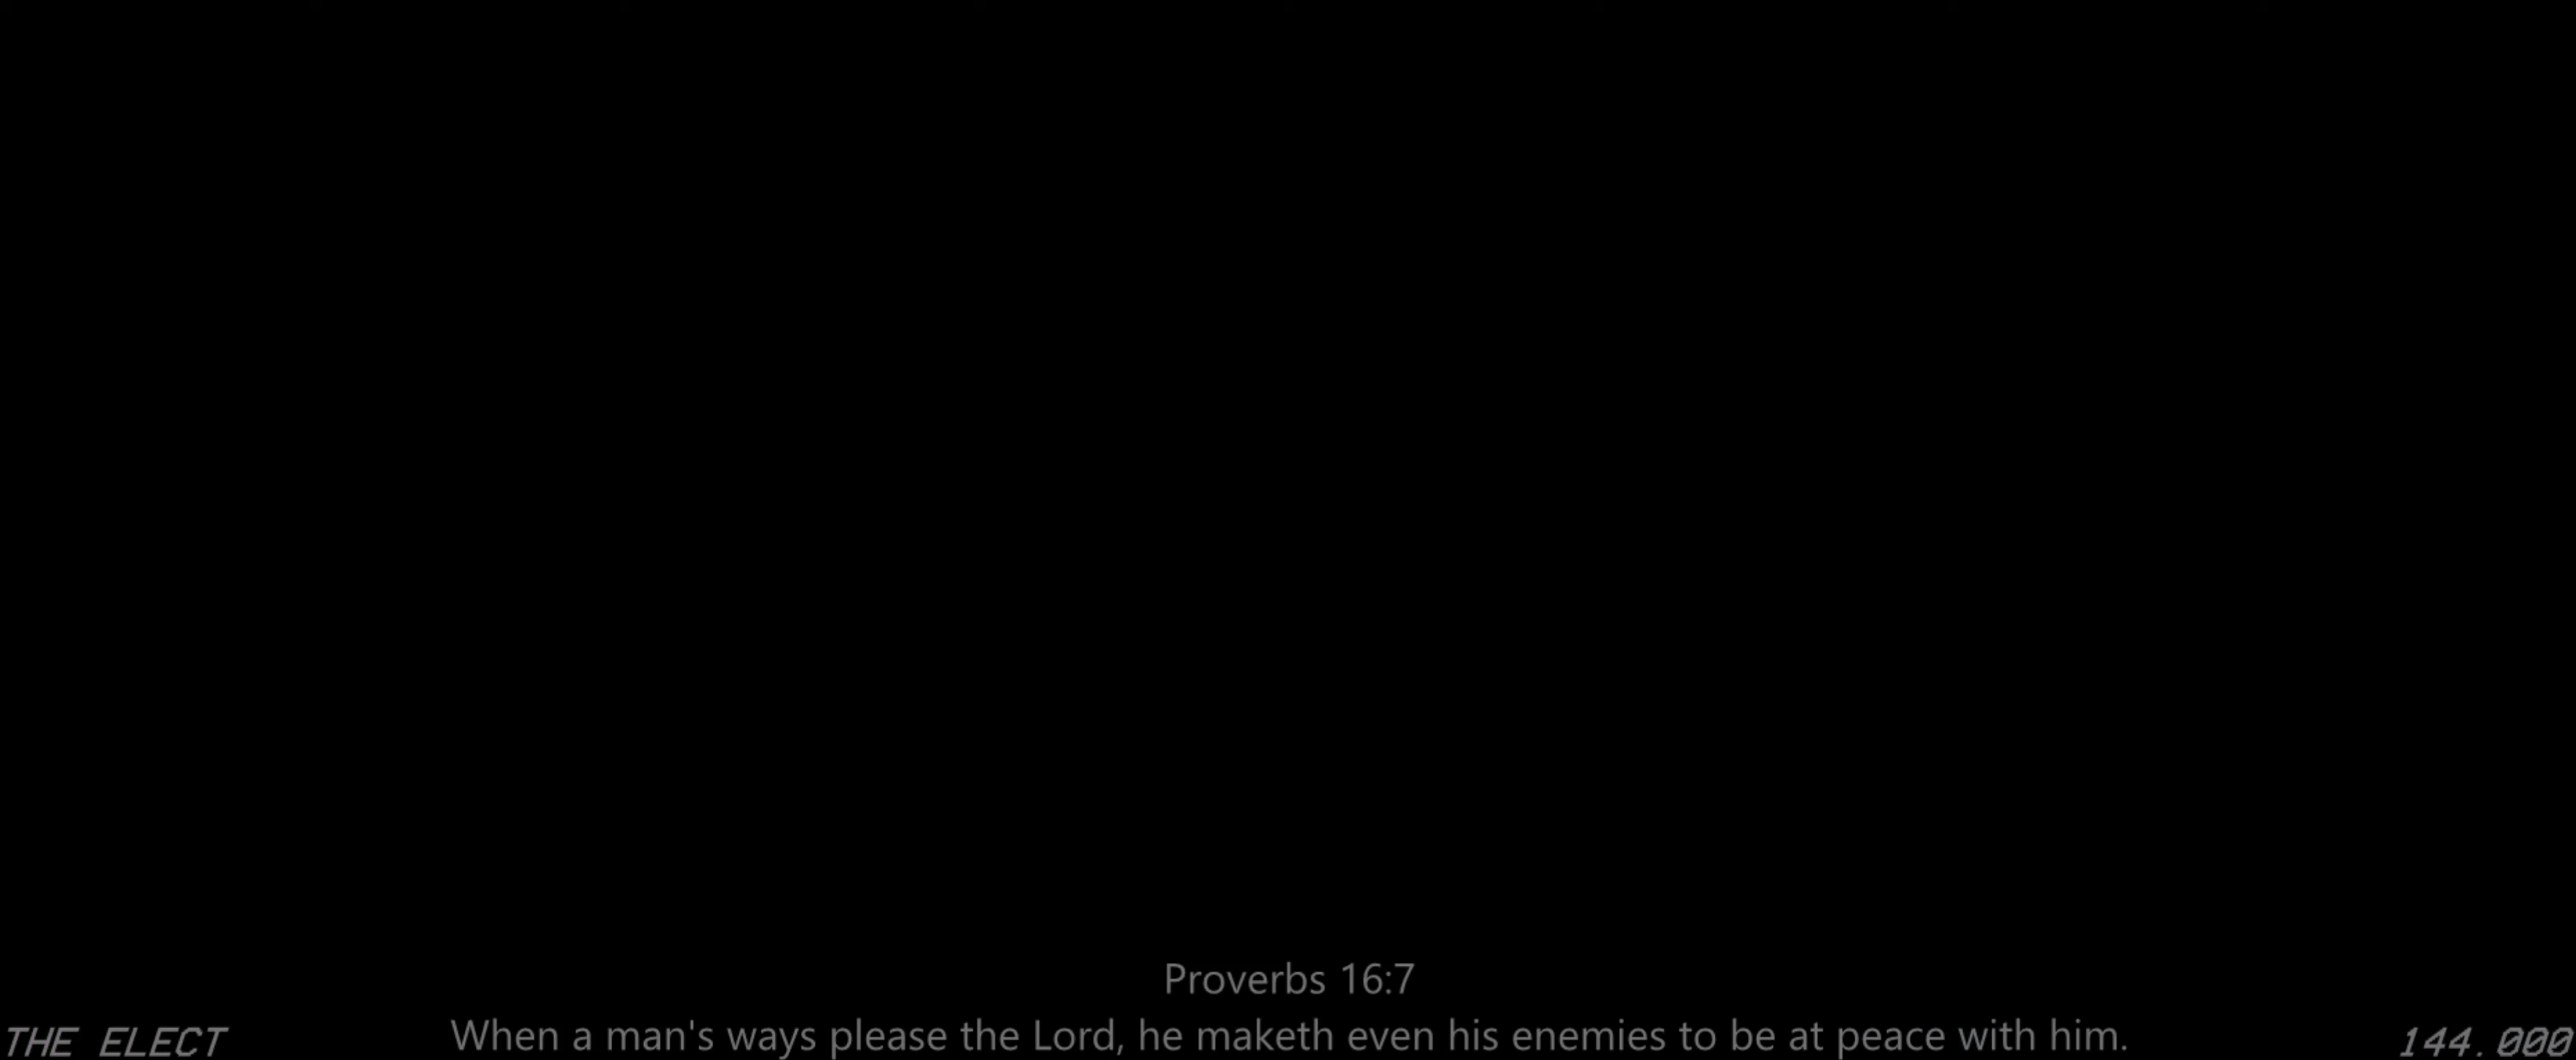 Proverbs 16:7
THE ELECT
When a man's ways please the Lord, he maketh even his enemies to be at peace with him.
144.000